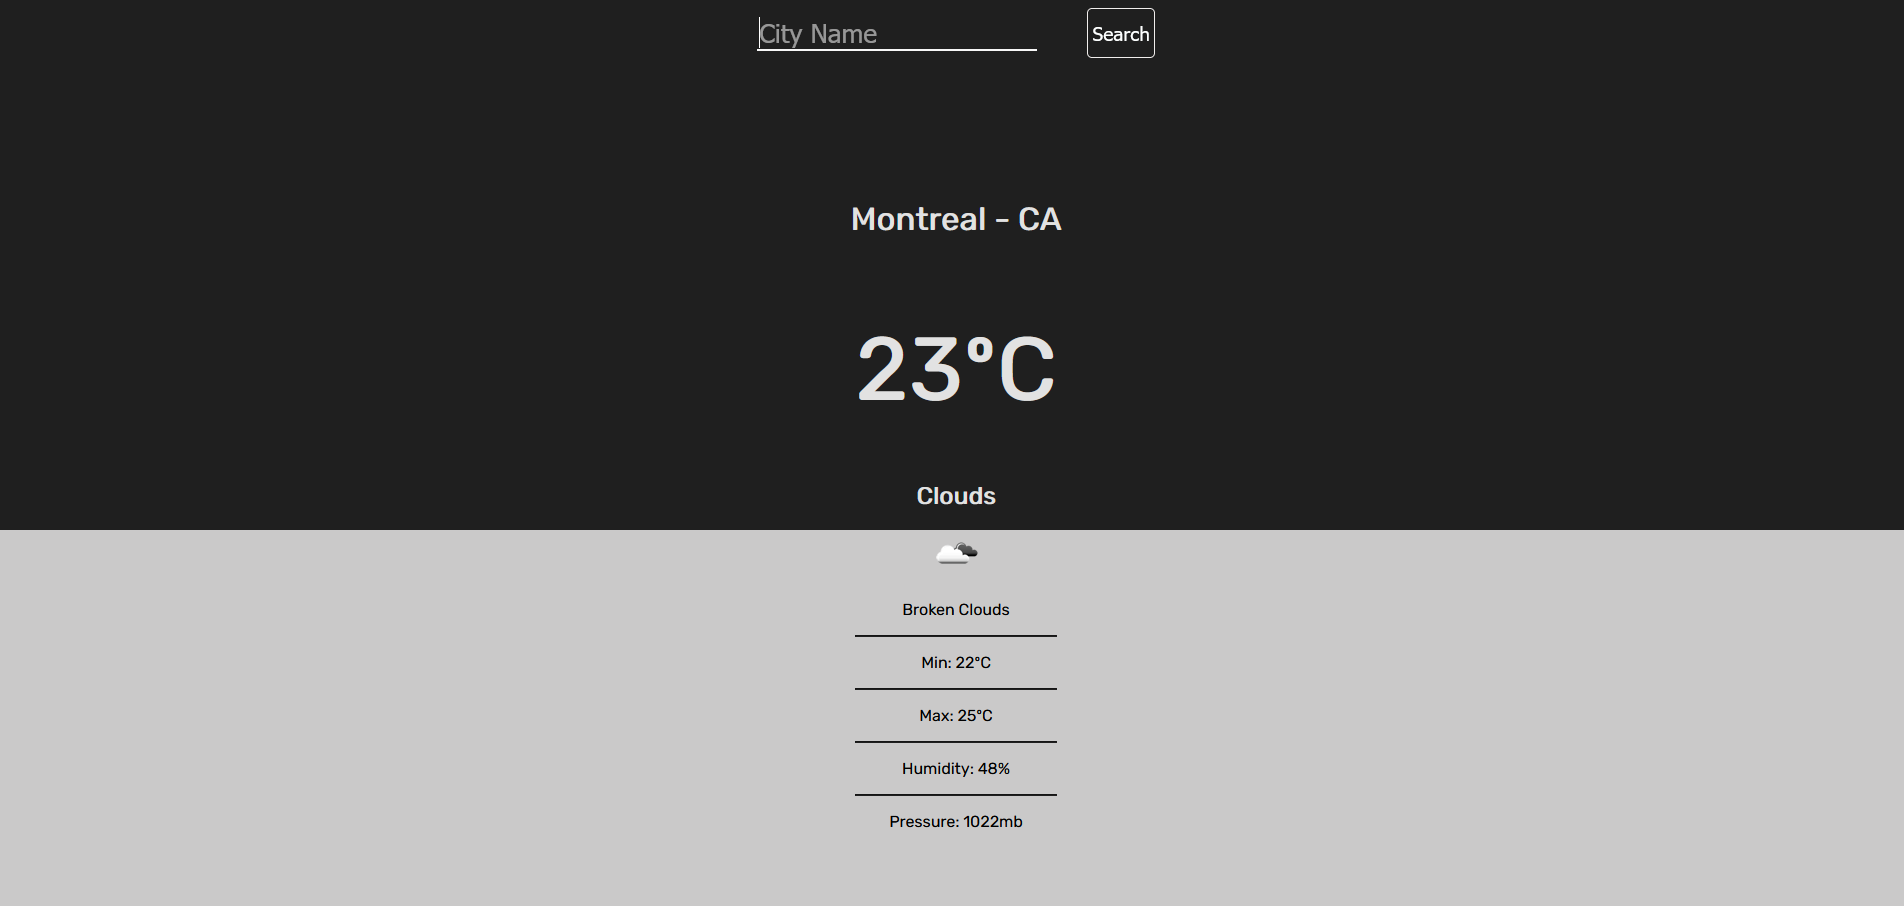 City Name
Search
Montreal - CA
23°C
Clouds
Broken Clouds
Min: 22°C
Max: 25°C
Humidity: 48%
Pressure: 1022mb